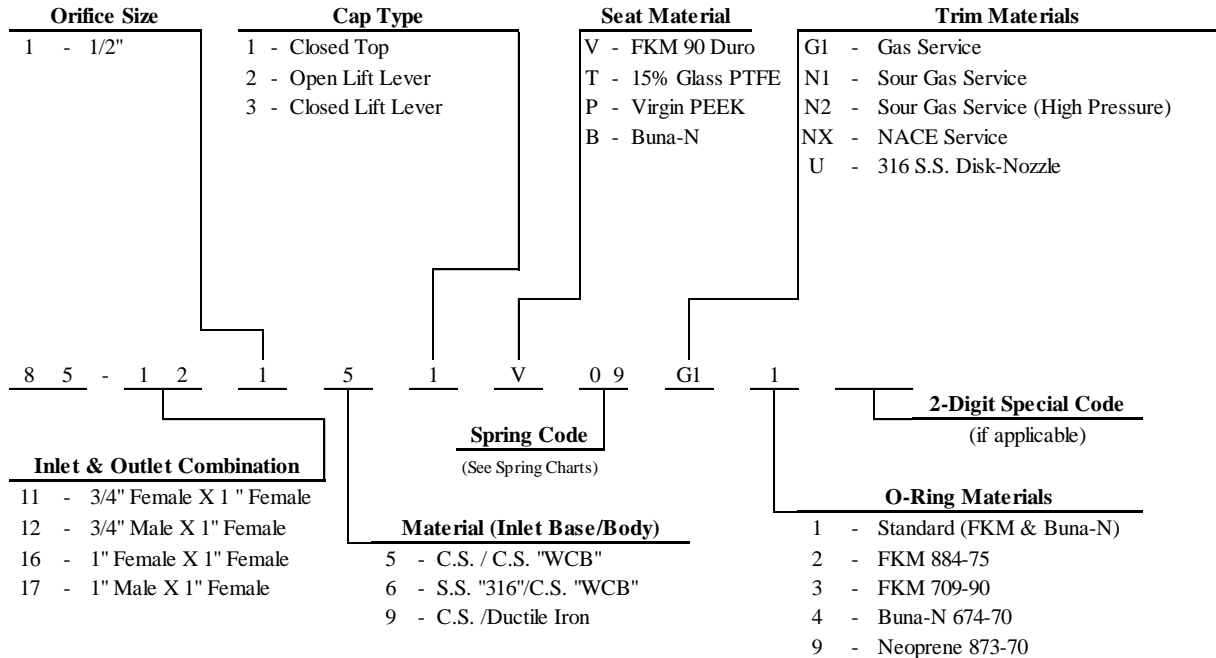 Orifice Size
1 - 1/2"
Cap Type
1 - Closed Top
2 - Open Lift Lever
3 - Closed Lift Lever
Seat Material
V - FKM 90 Duro
T - 15% Glass PTFE
P - Virgin PEEK
B - Buna-N
Trim Materials
G1 - Gas Service
N1 - Sour Gas Service
N2 - Sour Gas Service (High Pressure)
NX - NACE Service
U - 316 S.S. Disk-Nozzle
8 5 - 1 2 1 5 1 V 0 9 G1 1
Inlet & Outlet Combination
11 - 3/4" Female X 1 " Female
12 - 3/4" Male X 1" Female
16 - 1" Female X 1" Female
17 - 1" Male X 1" Female
Material (Inlet Base/Body)
5 - C.S. / C.S. "WCB"
6 - S.S. "316"/C.S. "WCB"
9 - C.S. /Ductile Iron
Spring Code
(See Spring Charts)
2-Digit Special Code
(if applicable)
O-Ring Materials
1 - Standard (FKM & Buna-N)
2 - FKM 884-75
3 - FKM 709-90
4 - Buna-N 674-70
9 - Neoprene 873-70